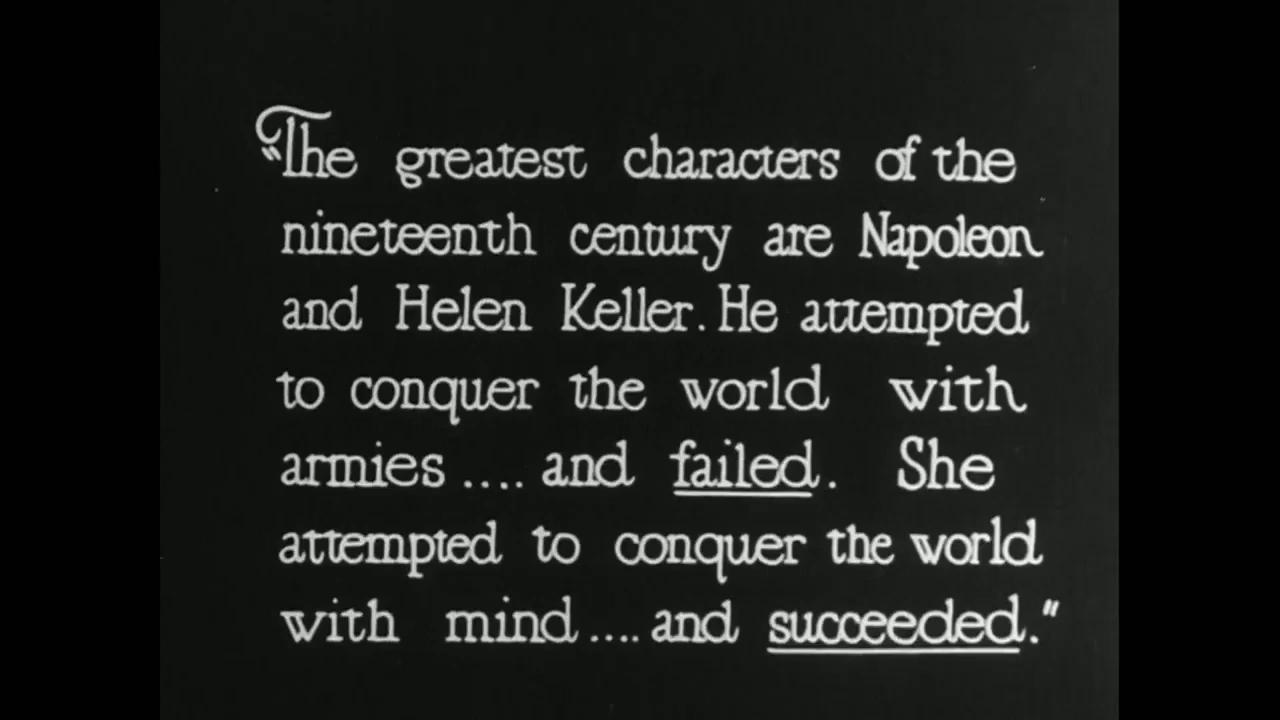 "The greatest characters of the
nineteenth century are Napoleon
and Helen Keller. He attempted
to conquer the world with
armies .... and failed. She
attempted to conquer the world
with mind .... and succeeded."